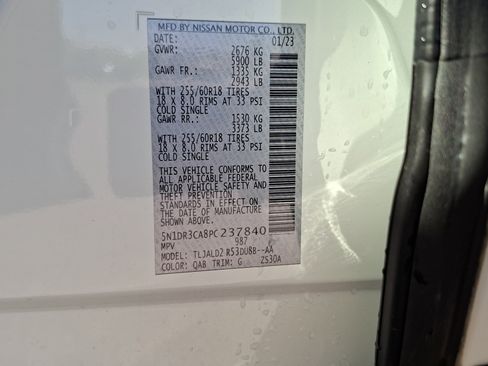 MFD BY NISSAN MOTOR CO., LTD.
DATE: 01/23
GVWR: 2676 KG
5900 LB
GAWR FR.: 1335 KG
2943 LB
WITH 255/60R18 TIRES
18 X 8.0 RIMS AT 33 PSI
COLD SINGLE
GAWR RR.: 1530 KG
3373 LB
WITH 255/60R18 TIRES
18 X 8.0 RIMS AT 33 PSI
COLD SINGLE
THIS VEHICLE CONFORMS TO
ALL APPLICABLE FEDERAL
MOTOR VEHICLE SAFETY AND
THEFT PREVENTION
STANDARDS IN EFFECT ON
THE DATE OF MANUFACTURE
SHOWN ABOVE.
5N1DR3CA8PC237840
MPV 987
MODEL: TLJALD2 R53DU8B--AA
COLOR: QAB TRIM: G ZS30A